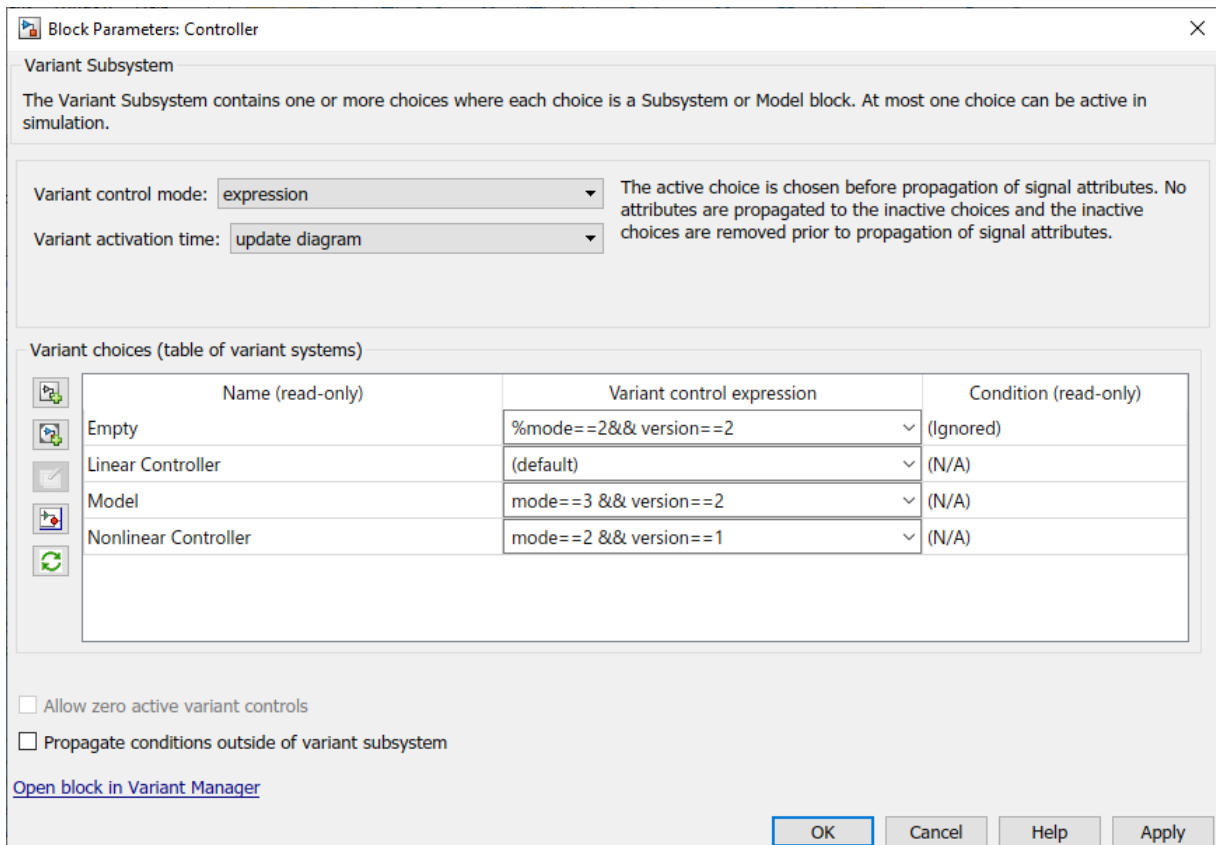 Block Parameters: Controller
Variant Subsystem
The Variant Subsystem contains one or more choices where each choice is a Subsystem or Model block. At most one choice can be active in
simulation.
Variant control mode: expression
The active choice is chosen before propagation of signal attributes. No
attributes are propagated to the inactive choices and the inactive
choices are removed prior to propagation of signal attributes.
Variant activation time: update diagram
Variant choices (table of variant systems)
Name (read-only) Variant control expression Condition (read-only)
Empty %mode==2&& version==2 (Ignored)
Linear Controller (default) (N/A)
Model mode==3 && version==2 (N/A)
Nonlinear Controller mode==2 && version==1 (N/A)
Allow zero active variant controls
Propagate conditions outside of variant subsystem
Open block in Variant Manager
OK Cancel Help Apply